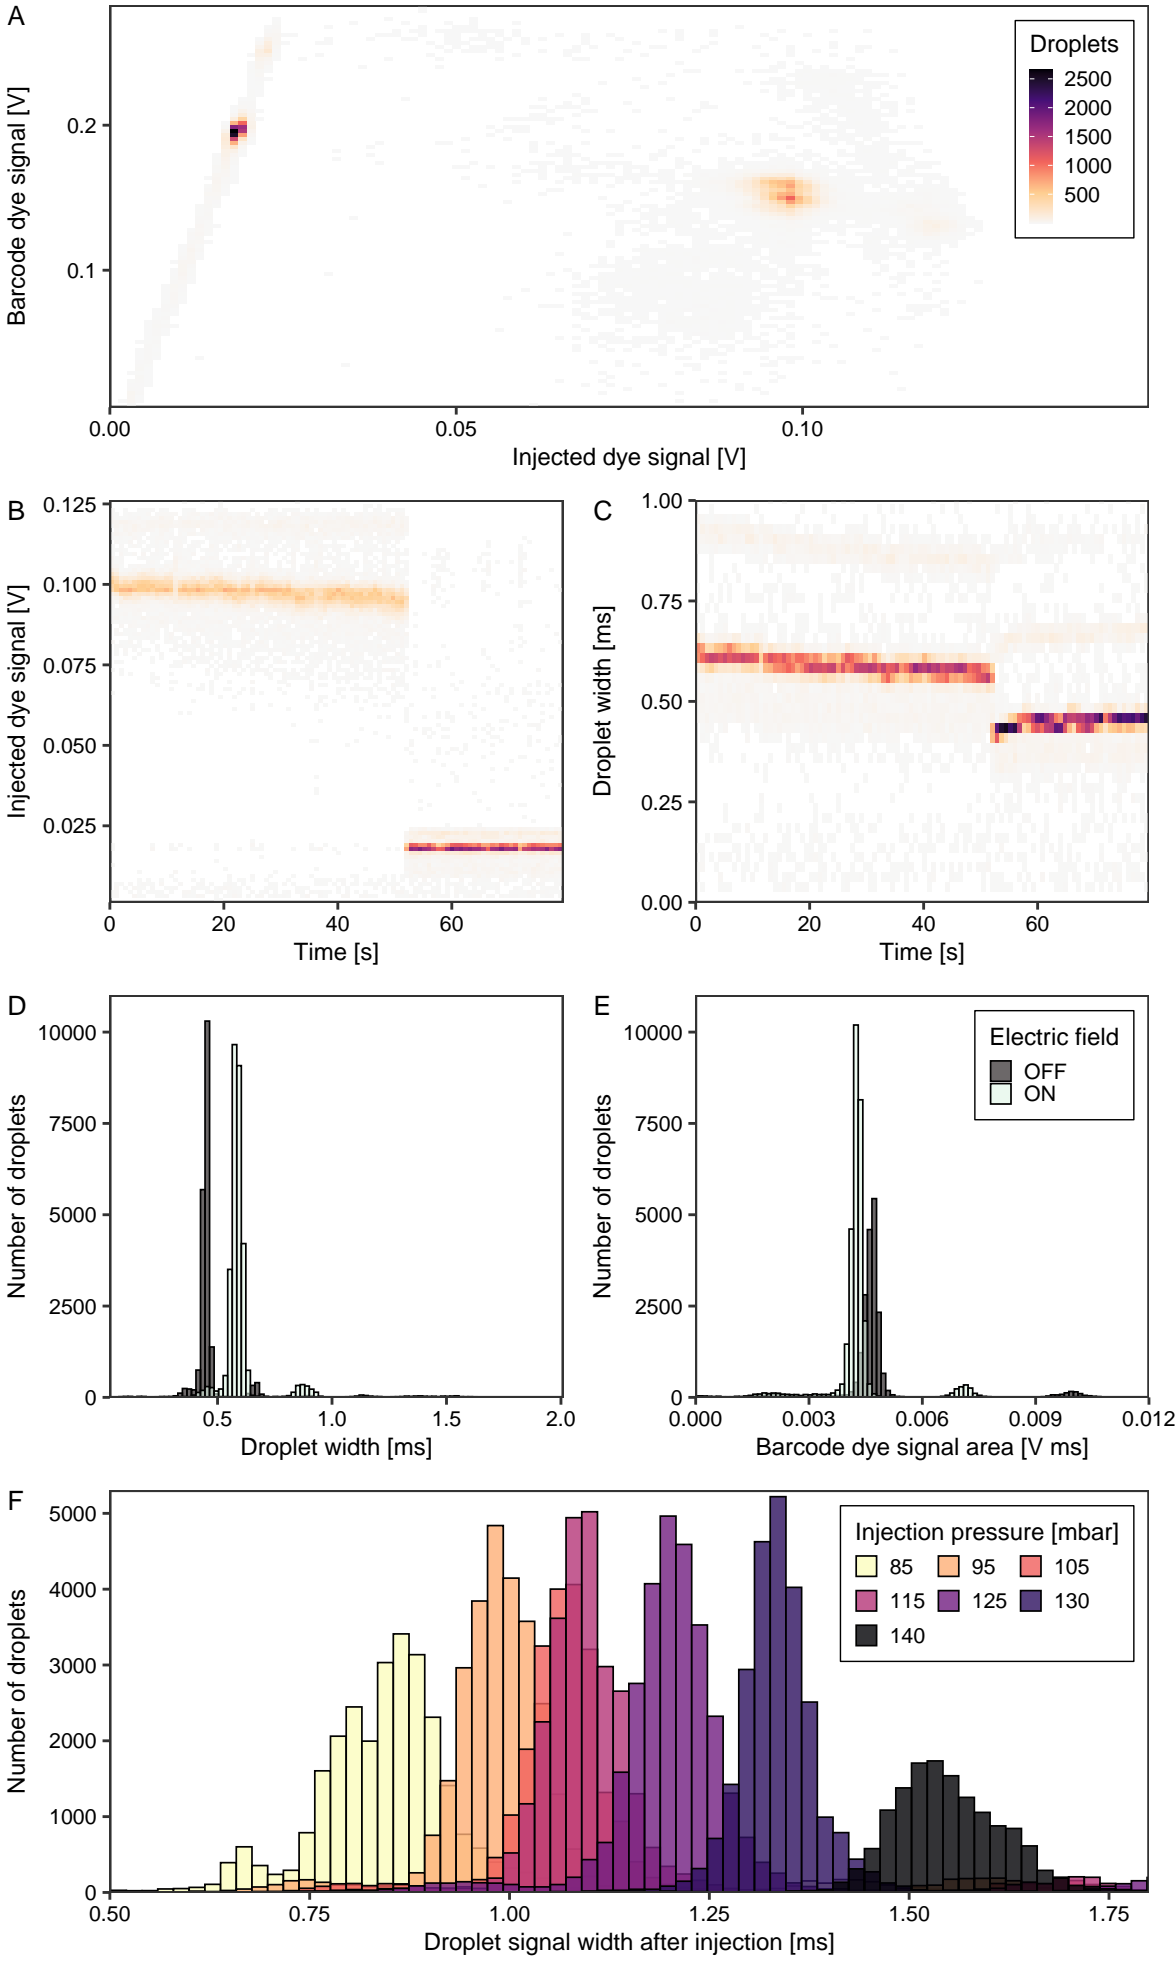 A
Barcode dye signal [V]
0.2
0.1
0.00 0.05 0.10
Injected dye signal [V]
Droplets
2500
2000
1500
1000
500
B
Injected dye signal [V]
0.125
0.100
0.075
0.050
0.025
0 20 40 60
Time [s]
C
Droplet width [ms]
1.00
0.75
0.50
0.25
0.00
0 20 40 60
Time [s]
D
Number of droplets
10000
7500
5000
2500
0
0.5 1.0 1.5 2.0
Droplet width [ms]
E
Number of droplets
10000
7500
5000
2500
0
0.000 0.003 0.006 0.009 0.012
Barcode dye signal area [V ms]
Electric field
OFF
ON
F
Number of droplets
5000
4000
3000
2000
1000
0
0.50 0.75 1.00 1.25 1.50 1.75
Droplet signal width after injection [ms]
Injection pressure [mbar]
85 95 105
115 125 130
140